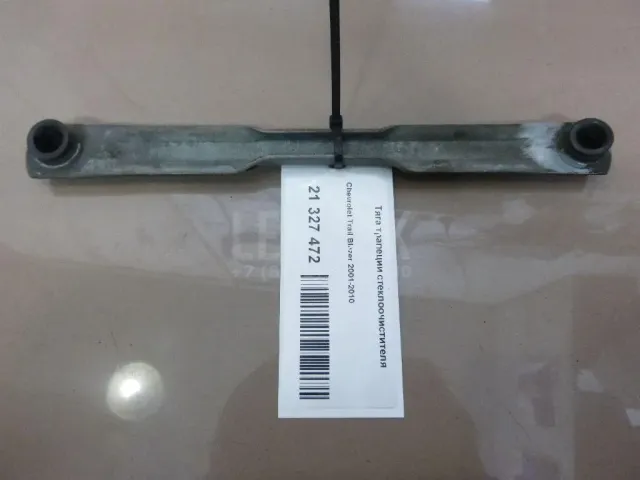 Тяга трапеции стеклоочистителя
Chevrolet Trail Blazer 2001-2010
21 327 472